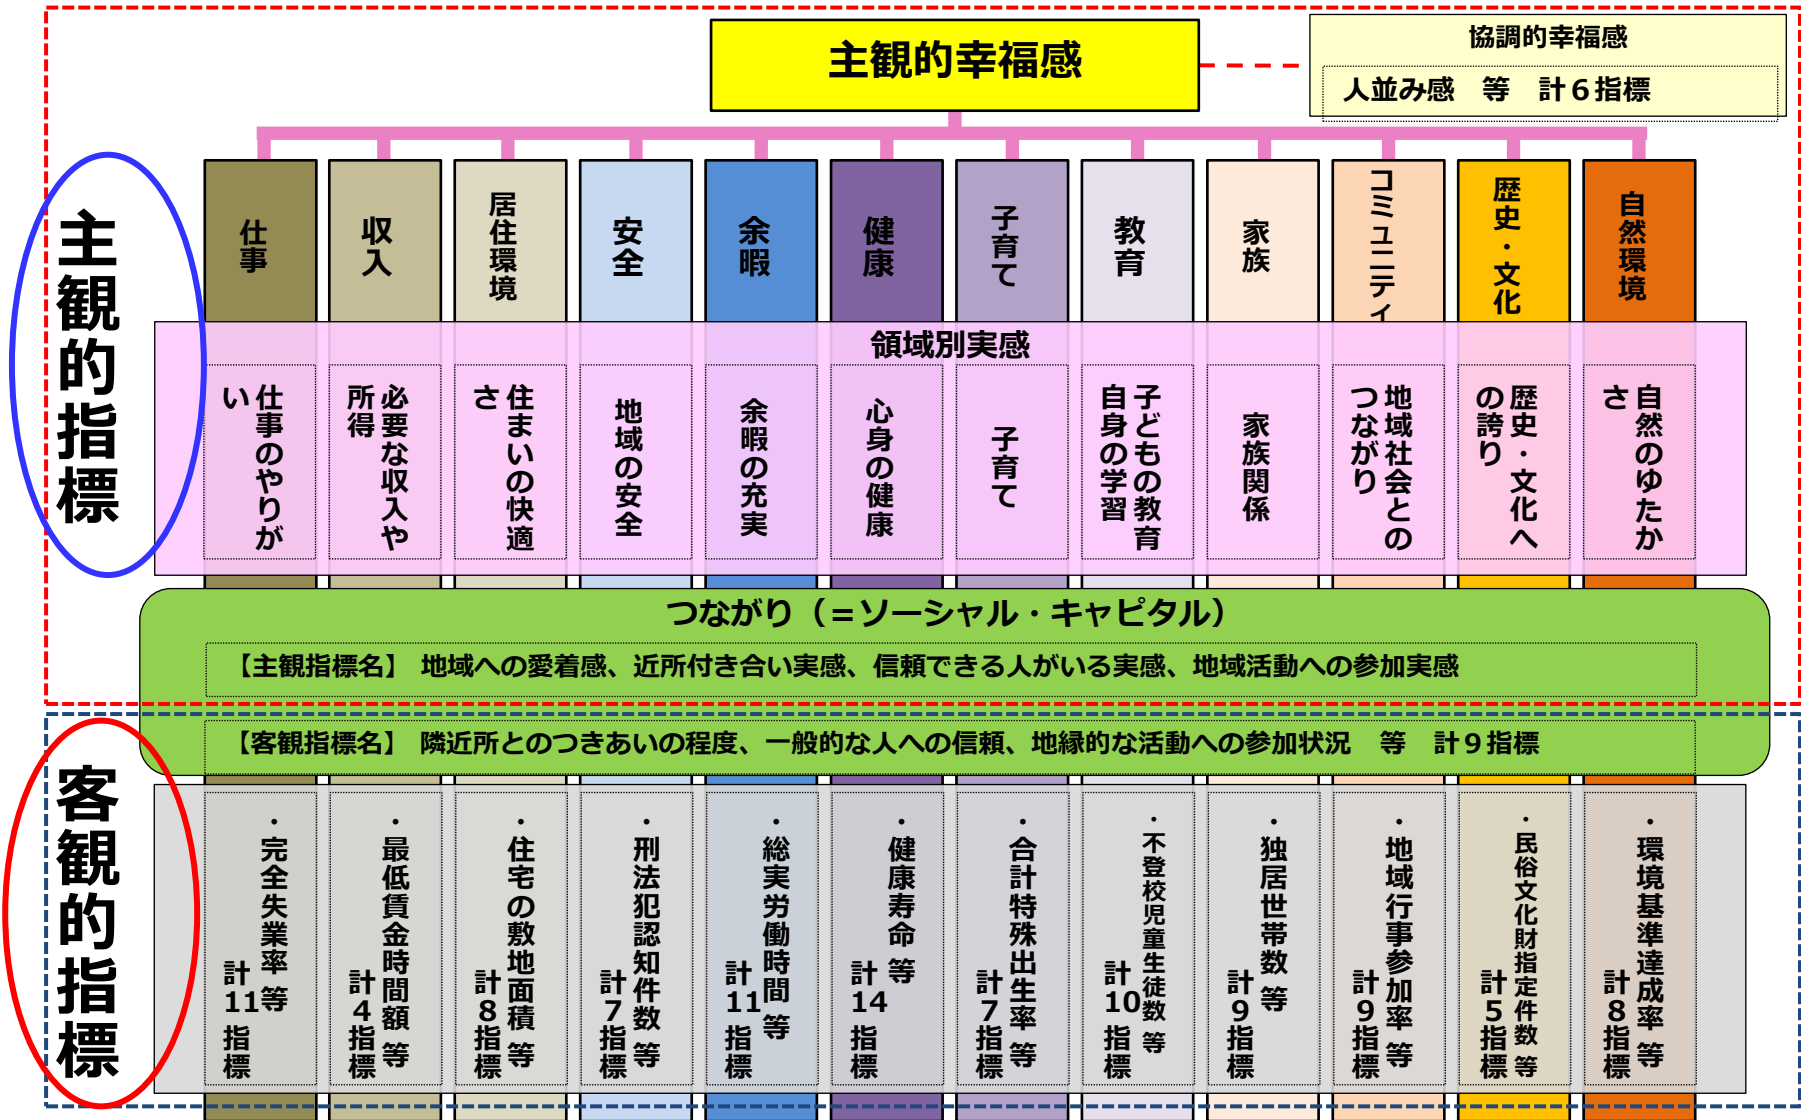 主観的幸福感
協調的幸福感
人並み感　等　計６指標
主観的指標
仕事
収入
居住環境
安全
余暇
健康
子育て
教育
家族
コミュニティ
歴史・文化
自然環境
領域別実感
仕事のやりが
い
必要な収入や
所得
住まいの快適
さ
地域の安全
余暇の充実
心身の健康
子育て
子どもの教育
自身の学習
家族関係
地域社会との
つながり
歴史・文化へ
の誇り
自然のゆたか
さ
つながり（＝ソーシャル・キャピタル）
【主観指標名】 地域への愛着感、近所付き合い実感、信頼できる人がいる実感、地域活動への参加実感
【客観指標名】 隣近所とのつきあいの程度、一般的な人への信頼、地縁的な活動への参加状況　等　計９指標
客観的指標
・完全失業率 等
計11指標
・最低賃金時間額 等
計4指標
・住宅の敷地面積 等
計8指標
・刑法犯認知件数 等
計7指標
・総実労働時間 等
計11指標
・健康寿命 等
計14指標
・合計特殊出生率 等
計7指標
・不登校児童生徒数 等
計10指標
・独居世帯数 等
計9指標
・地域行事参加率 等
計9指標
・民俗文化財指定件数 等
計5指標
・環境基準達成率 等
計8指標